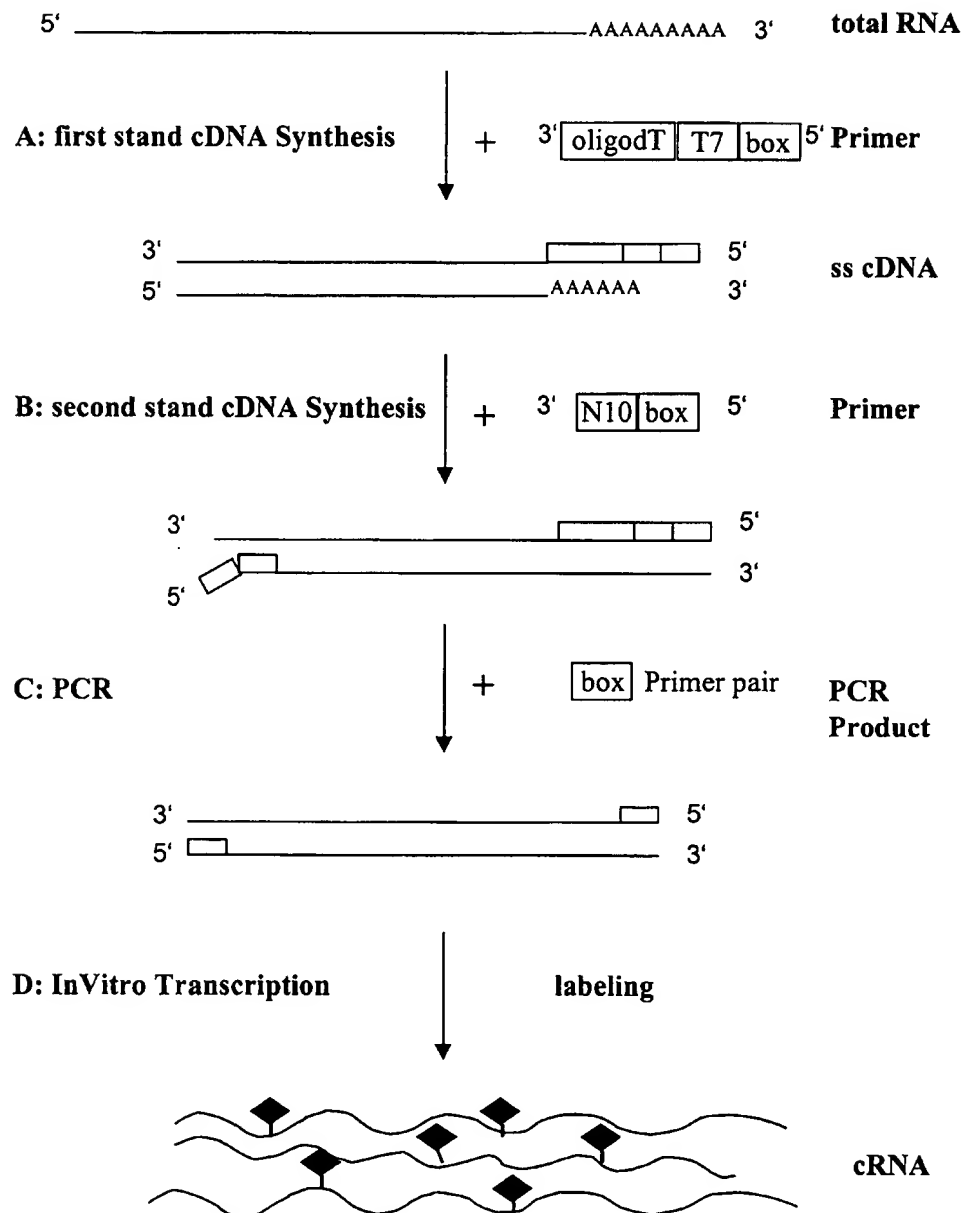 5' AAAAAAAAA 3' total RNA
A: first stand cDNA Synthesis + 3' oligodT T7 box 5' Primer
3' 5'
ss cDNA
5' AAAAAA 3'
B: second stand cDNA Synthesis + 3' N10 box 5' Primer
3' 5'
5' 3'
C: PCR + box Primer pair PCR
Product
3' 5'
5' 3'
D: InVitro Transcription labeling
cRNA